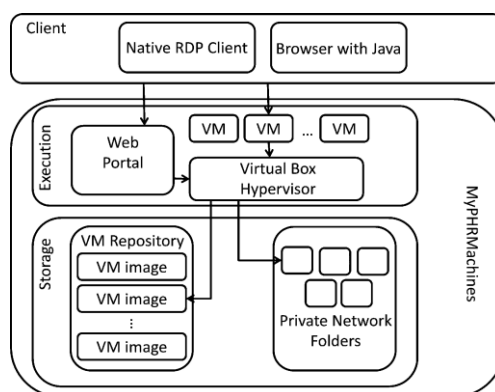 Client
Native RDP Client
Browser with Java
Execution
Web
Portal
VM
VM
...
VM
Virtual Box
Hypervisor
MyPHRMachines
Storage
VM Repository
VM image
VM image
⋮
VM image
Private Network
Folders